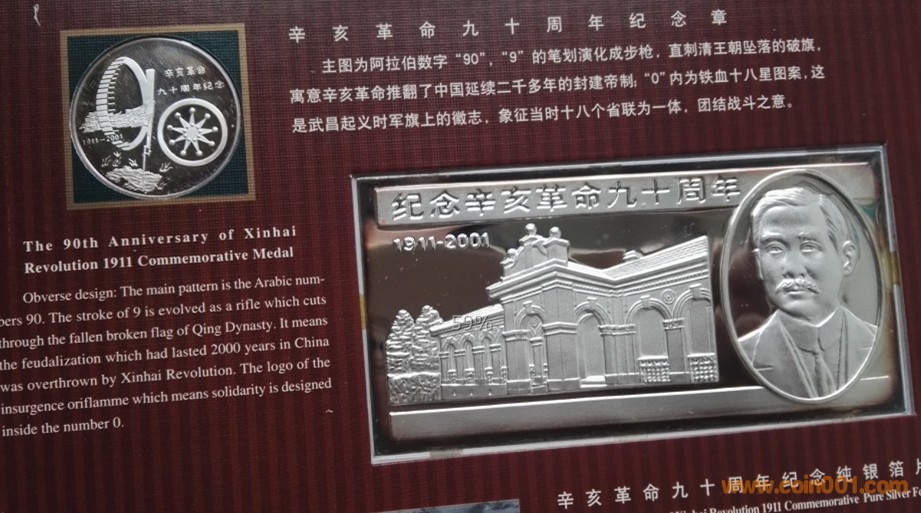 辛亥革命九十周年纪念章
主图为阿拉伯数字“90”，“9”的笔划演化成步枪，直刺清王朝坠落的破旗，
寓意辛亥革命推翻了中国延续二千多年的封建帝制；“0”内为铁血十八星图案，这
是武昌起义时军旗上的徽志，象征当时十八个省联为一体，团结战斗之意。
辛亥革命
九十周年纪念
1911-2001
The 90th Anniversary of Xinhai
Revolution 1911 Commemorative Medal
Obverse design: The main pattern is the Arabic num-
bers 90. The stroke of 9 is evolved as a rifle which cuts
through the fallen broken flag of Qing Dynasty. It means
the feudalization which had lasted 2000 years in China
was overthrown by Xinhai Revolution. The logo of the
insurgence oriflamme which means solidarity is designed
inside the number 0.
纪念辛亥革命九十周年
1911-2001
辛亥革命九十周年纪念纯银箔片
Xinhai Revolution 1911 Commemorative Pure Silver
www.coin001.com